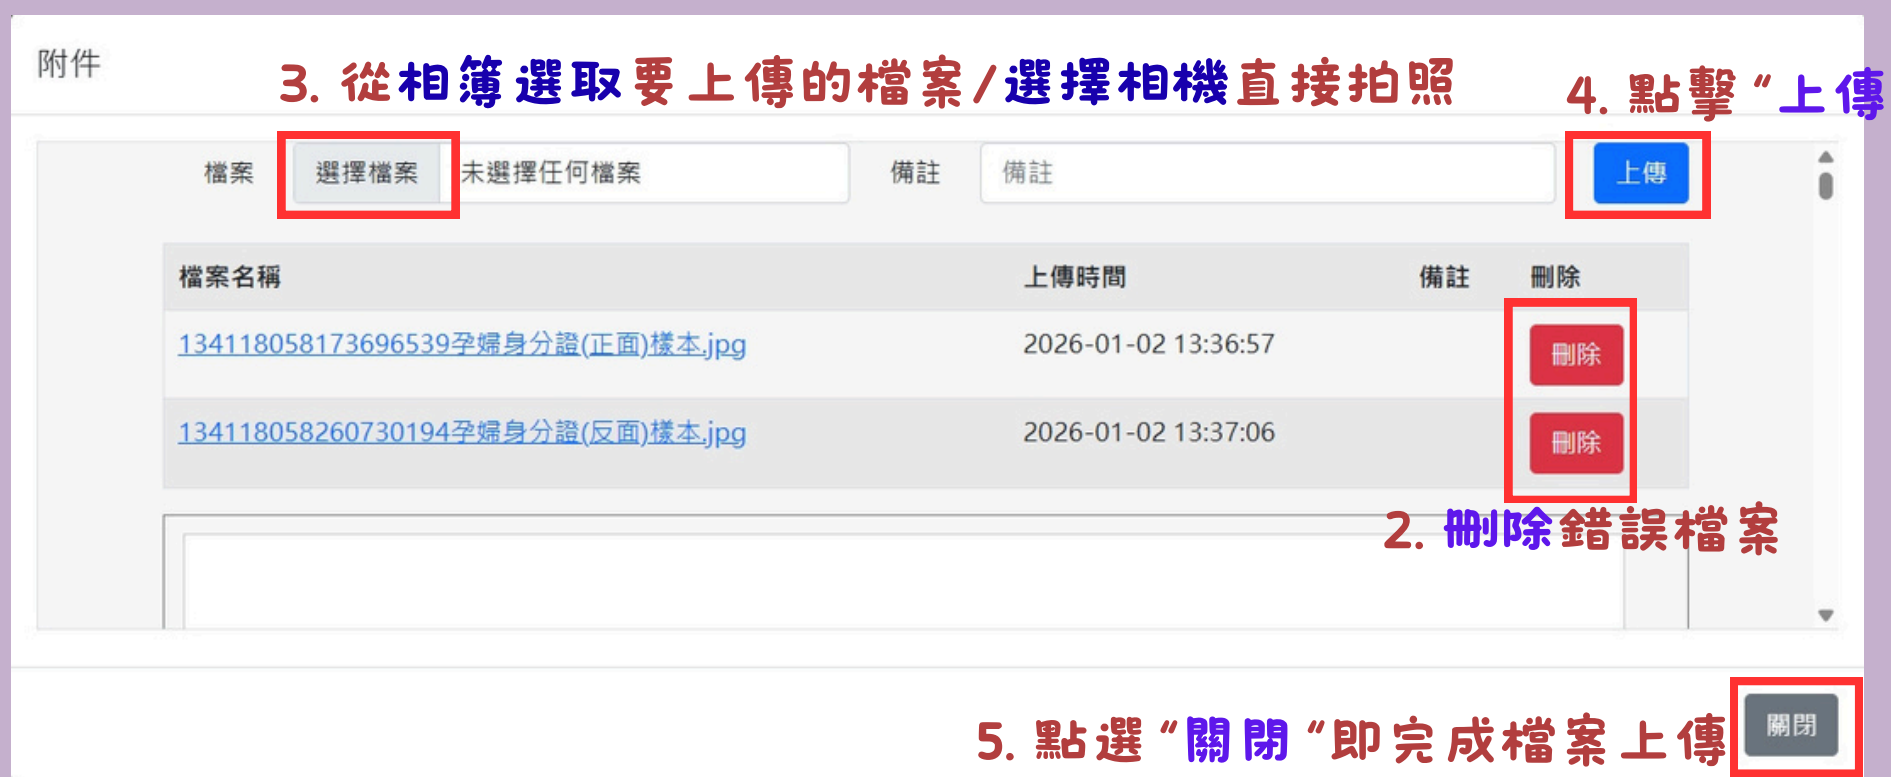 附件
3. 從相簿選取要上傳的檔案/選擇相機直接拍照
4. 點擊“上傳
檔案 選擇檔案 未選擇任何檔案 備註 備註 上傳
檔案名稱 上傳時間 備註 刪除
134118058173696539孕婦身分證(正面)樣本.jpg 2026-01-02 13:36:57 刪除
134118058260730194孕婦身分證(反面)樣本.jpg 2026-01-02 13:37:06 刪除
2. 刪除錯誤檔案
5. 點選“關閉“即完成檔案上傳 關閉